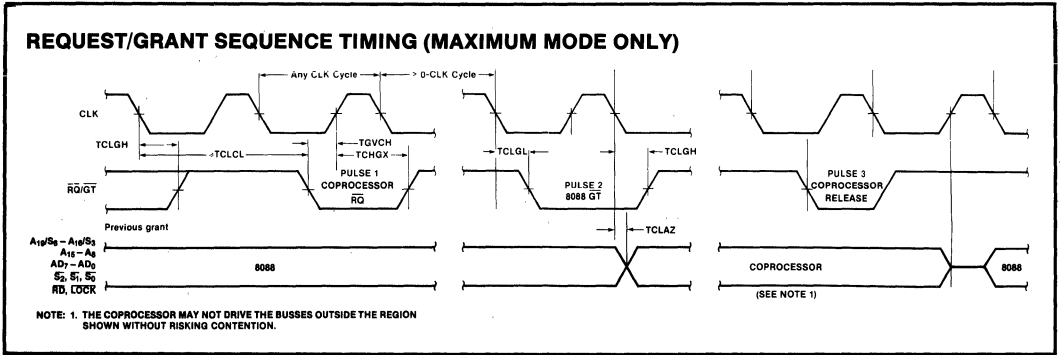 REQUEST/GRANT SEQUENCE TIMING (MAXIMUM MODE ONLY)
Any CLK Cycle
> 0-CLK Cycle
CLK
TCLGH
TCLCL
TGVCH
TCHGX
TCLGL
TCLGH
RQ/GT
PULSE 1
COPROCESSOR
RQ
PULSE 2
8088 GT
PULSE 3
COPROCESSOR
RELEASE
Previous grant
TCLAZ
A19/S6 – A16/S3
A15 – A8
AD7 – AD0
S2, S1, S0
RD, LOCK
8088
COPROCESSOR
8088
(SEE NOTE 1)
NOTE: 1. THE COPROCESSOR MAY NOT DRIVE THE BUSSES OUTSIDE THE REGION
SHOWN WITHOUT RISKING CONTENTION.